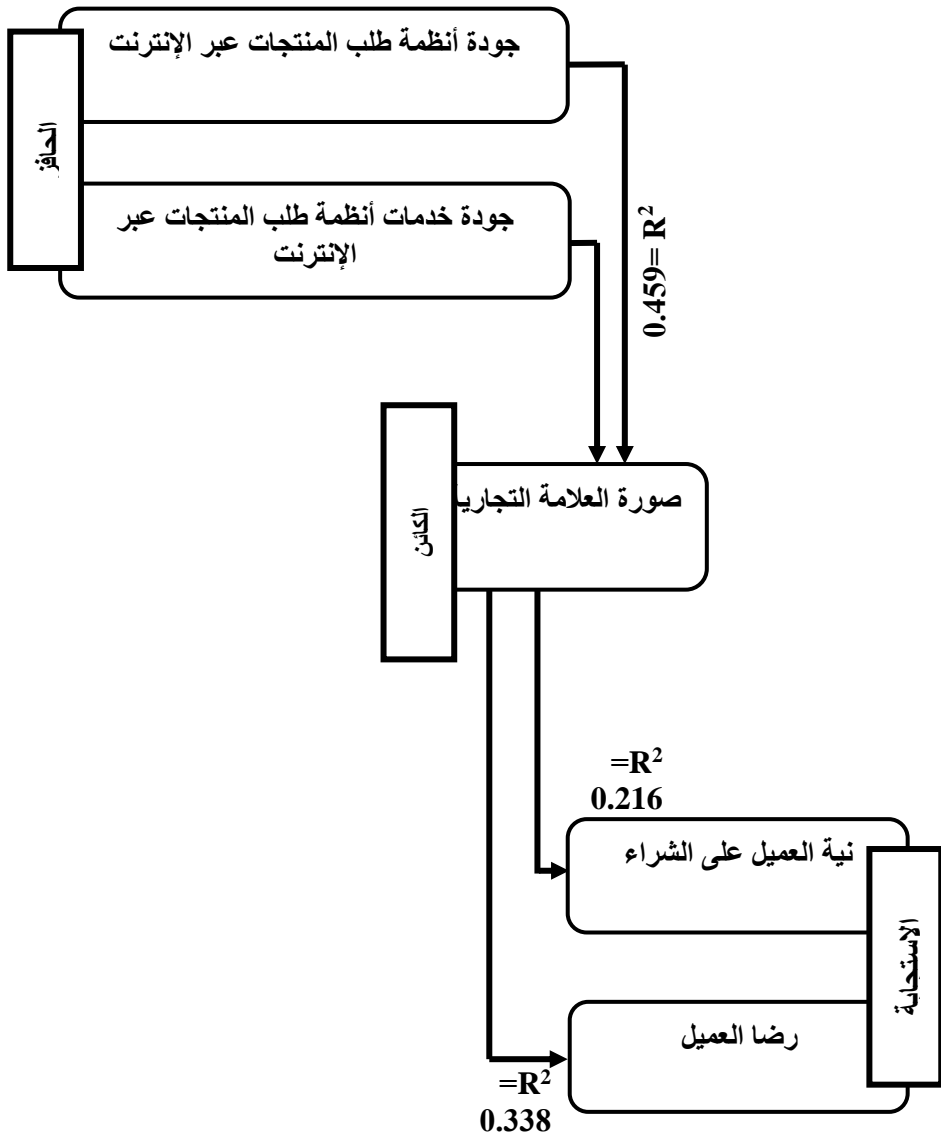 جودة أنظمة طلب المنتجات عبر الإنترنت
الحافز
جودة خدمات أنظمة طلب المنتجات عبر
الإنترنت
0.459= R²
صورة العلامة التجارية
الكائن
=R²
0.216
نية العميل على الشراء
الاستجابة
رضا العميل
=R²
0.338